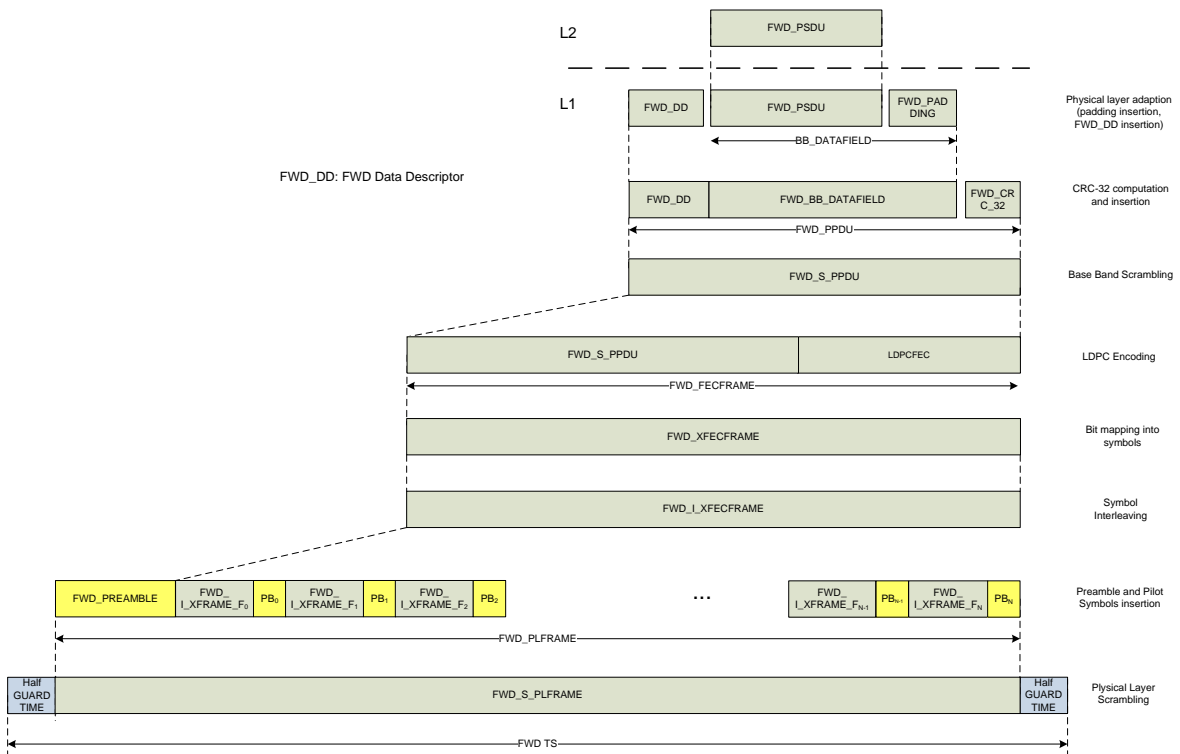 L2
FWD_PSDU
L1
FWD_DD
FWD_PSDU
FWD_PAD
DING
Physical layer adaption
(padding insertion,
FWD_DD insertion)
BB_DATAFIELD
FWD_DD: FWD Data Descriptor
FWD_DD
FWD_BB_DATAFIELD
FWD_CR
C_32
CRC-32 computation
and insertion
FWD_PPDU
FWD_S_PPDU
Base Band Scrambling
FWD_S_PPDU
LDPCFEC
LDPC Encoding
FWD_FECFRAME
FWD_XFECFRAME
Bit mapping into
symbols
FWD_I_XFECFRAME
Symbol
Interleaving
FWD_PREAMBLE
FWD_
I_XFRAME_F0
PB0
FWD_
I_XFRAME_F1
PB1
FWD_
I_XFRAME_F2
PB2
...
FWD_
I_XFRAME_FN-1
PBN-1
FWD_
I_XFRAME_FN
PBN
Preamble and Pilot
Symbols insertion
FWD_PLFRAME
Half
GUARD
TIME
FWD_S_PLFRAME
Half
GUARD
TIME
Plysical Layer
Scrambling
FWD TS